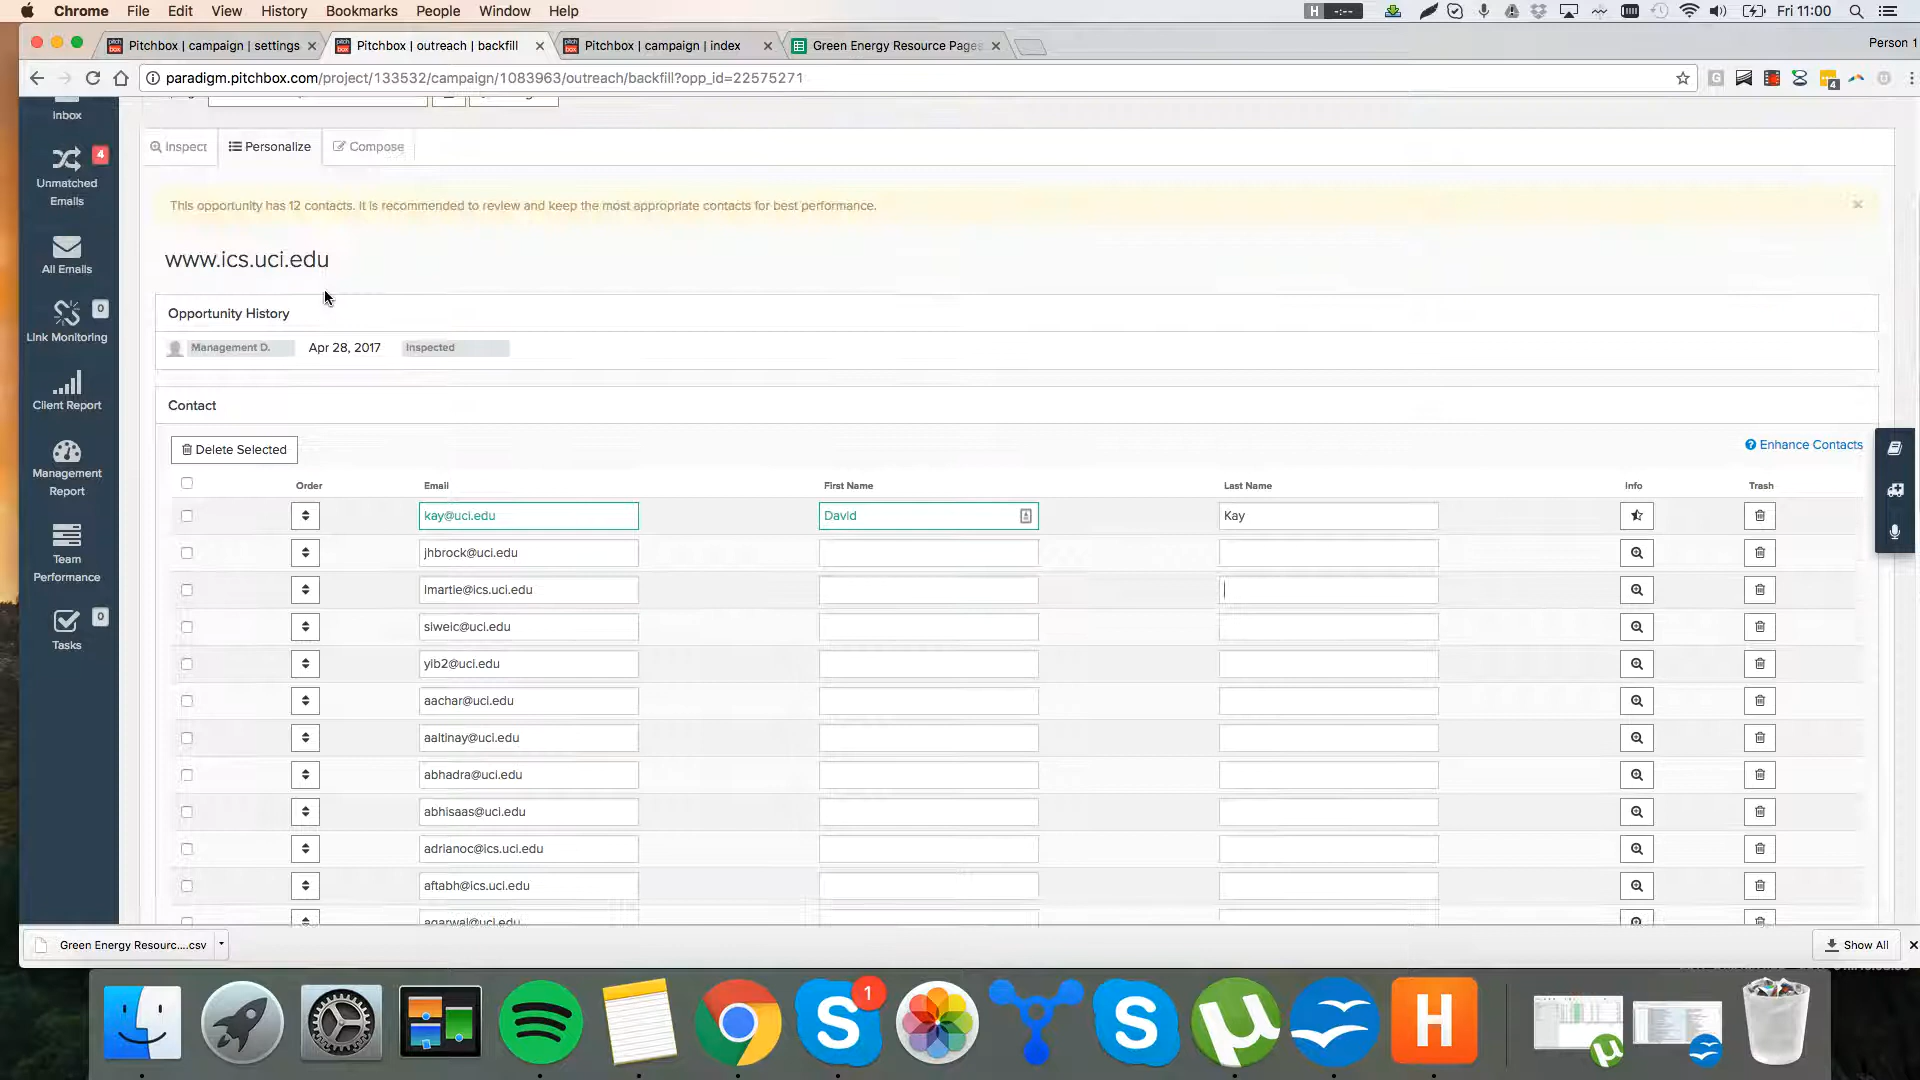 Chrome File Edit View History Bookmarks People Window Help
H -:-- Fri 11:00
Pitchbox | campaign | settings
Pitchbox | outreach | backfill
Pitchbox | campaign | index
Green Energy Resource Pages
Person 1
paradigm.pitchbox.com/project/133532/campaign/1083963/outreach/backfill?opp_id=22575271
4
Inbox
4
Unmatched
Emails
All Emails
0
Link Monitoring
Client Report
Management
Report
Team
Performance
0
Tasks
Inspect
Personalize
Compose
This opportunity has 12 contacts. It is recommended to review and keep the most appropriate contacts for best performance.
www.ics.uci.edu
Opportunity History
Management D. Apr 28, 2017 Inspected
Contact
Delete Selected
Enhance Contacts
Order Email First Name Last Name Info Trash
kay@uci.edu David Kay
jhbrock@uci.edu
lmartie@ics.uci.edu
siweic@uci.edu
yib2@uci.edu
aachar@uci.edu
aaltinay@uci.edu
abhadra@uci.edu
abhisaas@uci.edu
adrianoc@ics.uci.edu
aftabh@ics.uci.edu
agarwal@uci.edu
Green Energy Resourc....csv
Show All
1